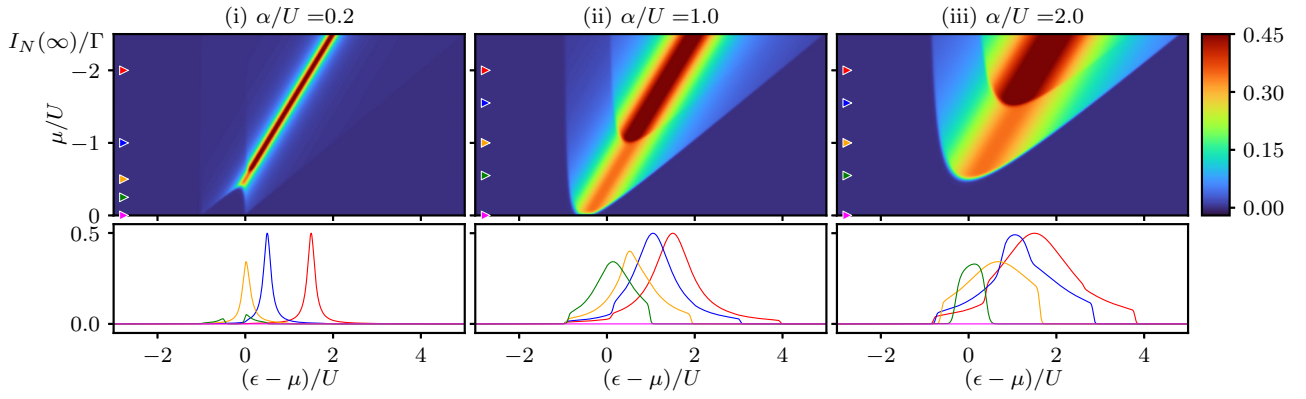 (i) α/U =0.2
(ii) α/U =1.0
(iii) α/U =2.0
I_N(∞)/Γ
−2
−1
0
μ/U
0.45
0.30
0.15
0.00
0.5
0.0
−2 0 2 4
−2 0 2 4
−2 0 2 4
(ϵ − μ)/U
(ϵ − μ)/U
(ϵ − μ)/U